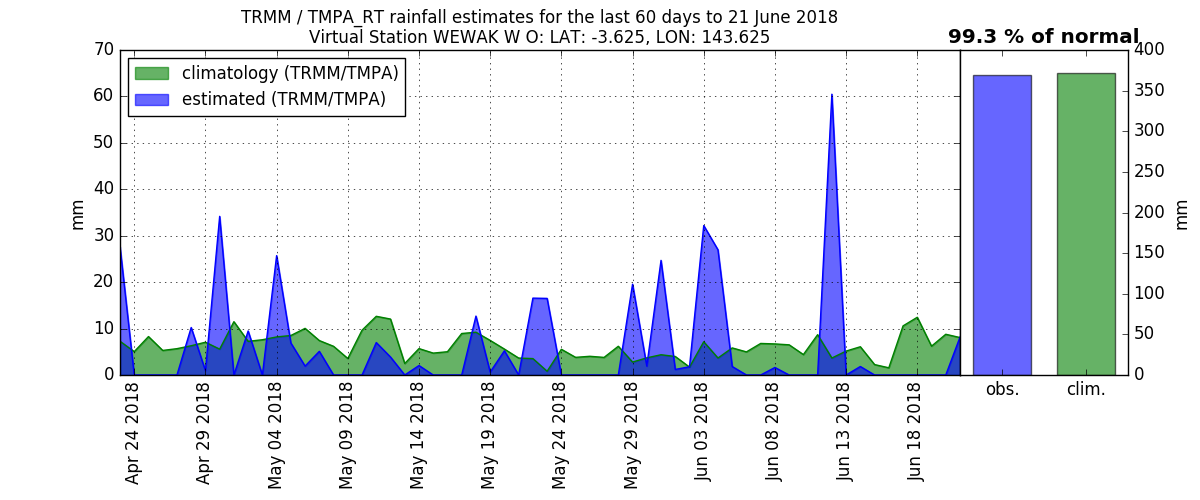 TRMM / TMPA_RT rainfall estimates for the last 60 days to 21 June 2018
Virtual Station WEWAK W O: LAT: -3.625, LON: 143.625
99.3 % of normal
climatology (TRMM/TMPA)
estimated (TRMM/TMPA)
70
60
50
40
30
20
10
0
mm
Apr 24 2018
Apr 29 2018
May 04 2018
May 09 2018
May 14 2018
May 19 2018
May 24 2018
May 29 2018
Jun 03 2018
Jun 08 2018
Jun 13 2018
Jun 18 2018
400
350
300
250
200
150
100
50
0
mm
obs.
clim.